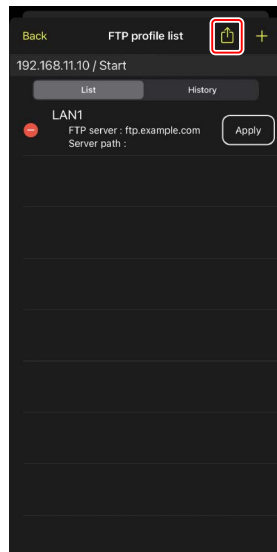 Back FTP profile list +
192.168.11.10 / Start
List History
LAN1
FTP server : ftp.example.com
Server path :
Apply